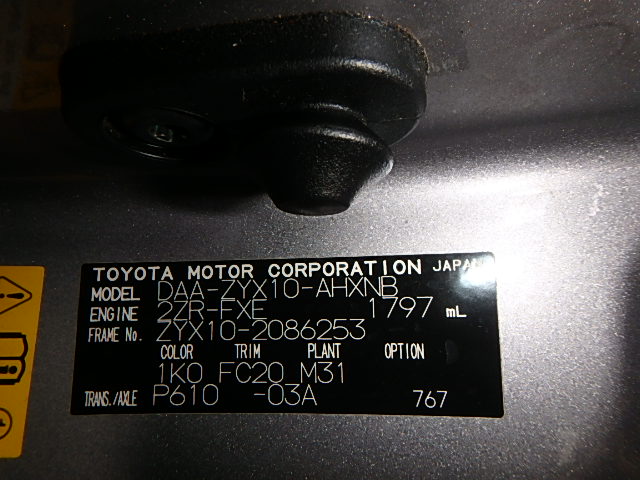 TOYOTA MOTOR CORPORATION JAPAN
MODEL DAA-ZYX10-AHXNB
ENGINE 2ZR-FXE 1797 mL
FRAME No. ZYX10-2086253
COLOR TRIM PLANT OPTION
1K0 FC20 M31
TRANS./AXLE P610 -03A 767